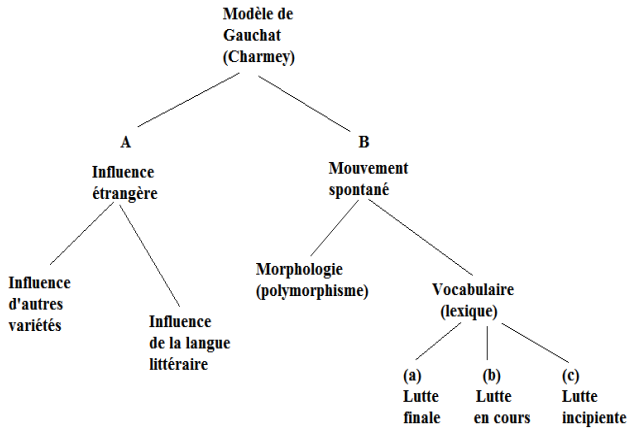 Modèle de
Gauchat
(Charmey)
A
B
Influence
étrangère
Mouvement
spontané
Influence
d'autres
variétés
Influence
de la langue
littéraire
Morphologie
(polymorphisme)
Vocabulaire
(lexique)
(a)
Lutte
finale
(b)
Lutte
en cours
(c)
Lutte
incipiente